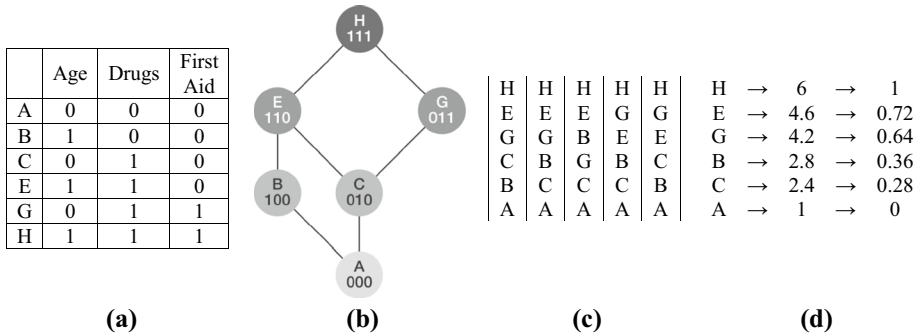 Age Drugs First Aid
A 0 0 0
B 1 0 0
C 0 1 0
E 1 1 0
G 0 1 1
H 1 1 1
(a)
H
111
E
110
G
011
B
100
C
010
A
000
(b)
H H H H H
E E E G G
G G B E E
C B G B C
B C C C B
A A A A A
(c)
H → 6 → 1
E → 4.6 → 0.72
G → 4.2 → 0.64
B → 2.8 → 0.36
C → 2.4 → 0.28
A → 1 → 0
(d)